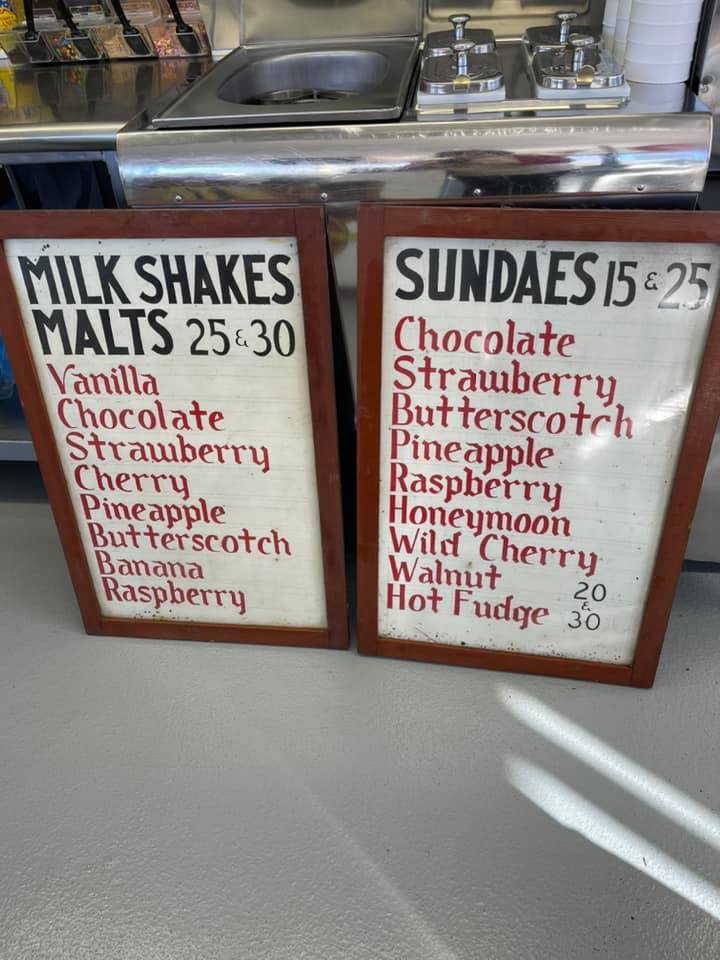 MILK SHAKES
MALTS 25 & 30
Vanilla
Chocolate
Strawberry
Cherry
Pineapple
Butterscotch
Banana
Raspberry
SUNDAES 15 & 25
Chocolate
Strawberry
Butterscotch
Pineapple
Raspberry
Honeymoon
Wild Cherry
Walnut
Hot Fudge 20 & 30